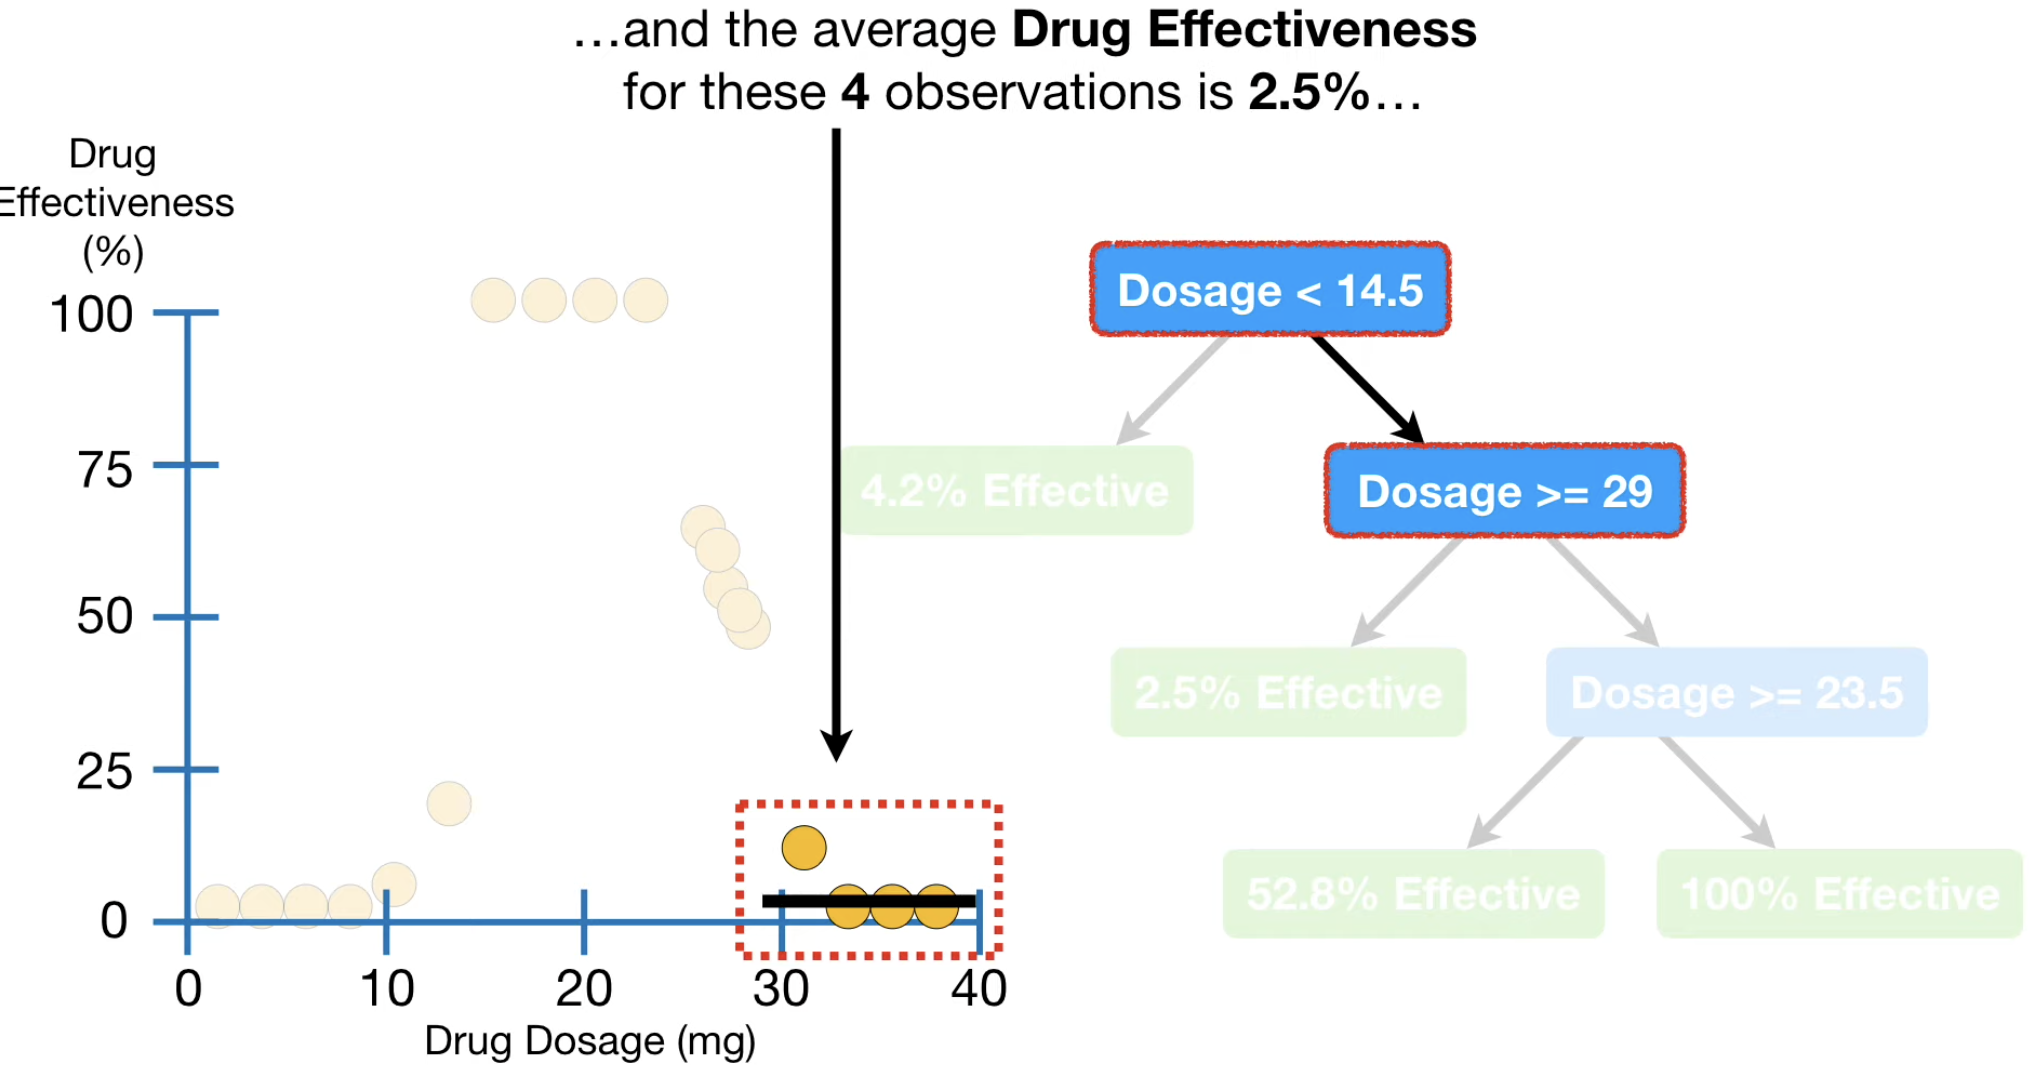 …and the average Drug Effectiveness
for these 4 observations is 2.5%…
Drug
Effectiveness
(%)
100
75
50
25
0
0 10 20 30 40
Drug Dosage (mg)
Dosage < 14.5
4.2% Effective
Dosage >= 29
2.5% Effective
Dosage >= 23.5
52.8% Effective
100% Effective